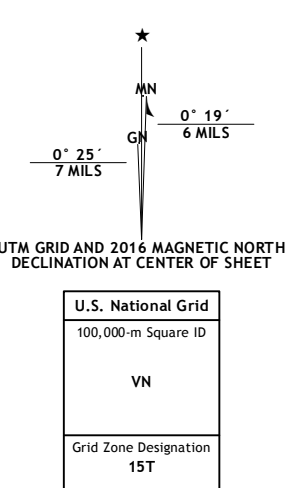 ★
MN
0° 19´
6 MILS
GN
0° 25´
7 MILS
UTM GRID AND 2016 MAGNETIC NORTH
DECLINATION AT CENTER OF SHEET
U.S. National Grid
100,000-m Square ID
VN
Grid Zone Designation
15T